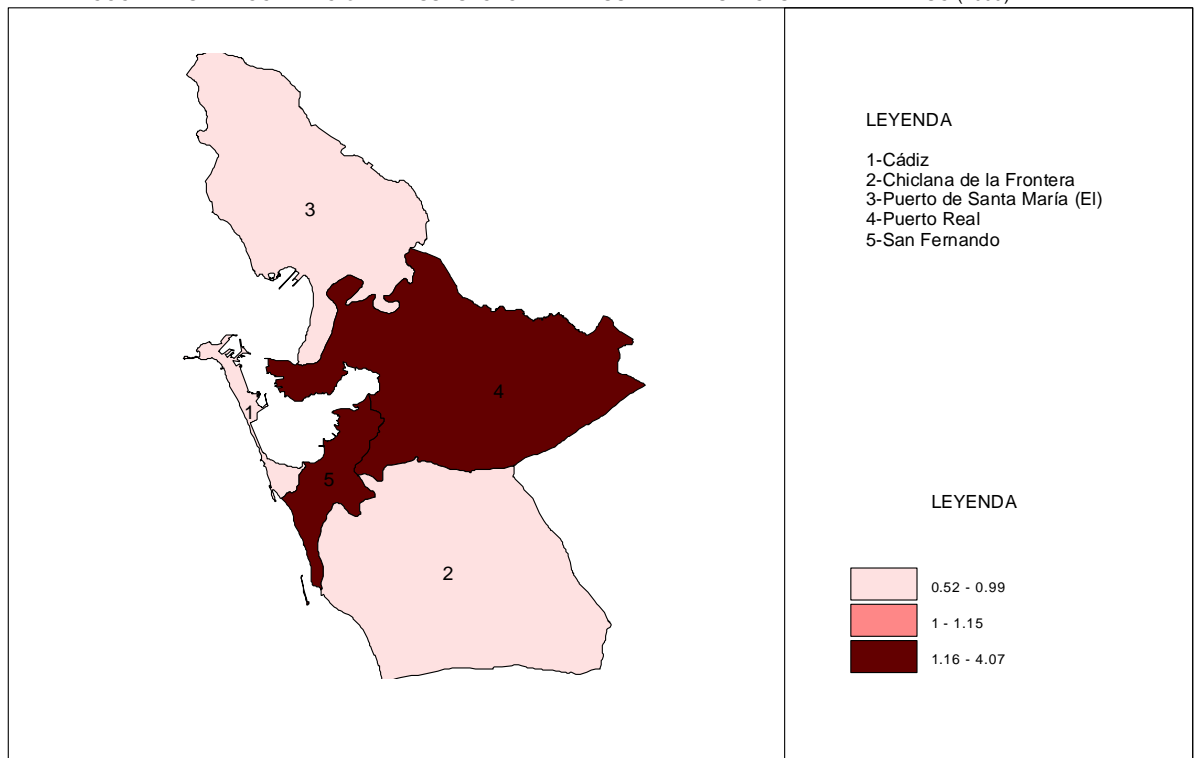 LEYENDA
1-Cádiz
2-Chiclana de la Frontera
3-Puerto de Santa María (El)
4-Puerto Real
5-San Fernando
3
4
1
5
2
LEYENDA
0.52 - 0.99
1 - 1.15
1.16 - 4.07